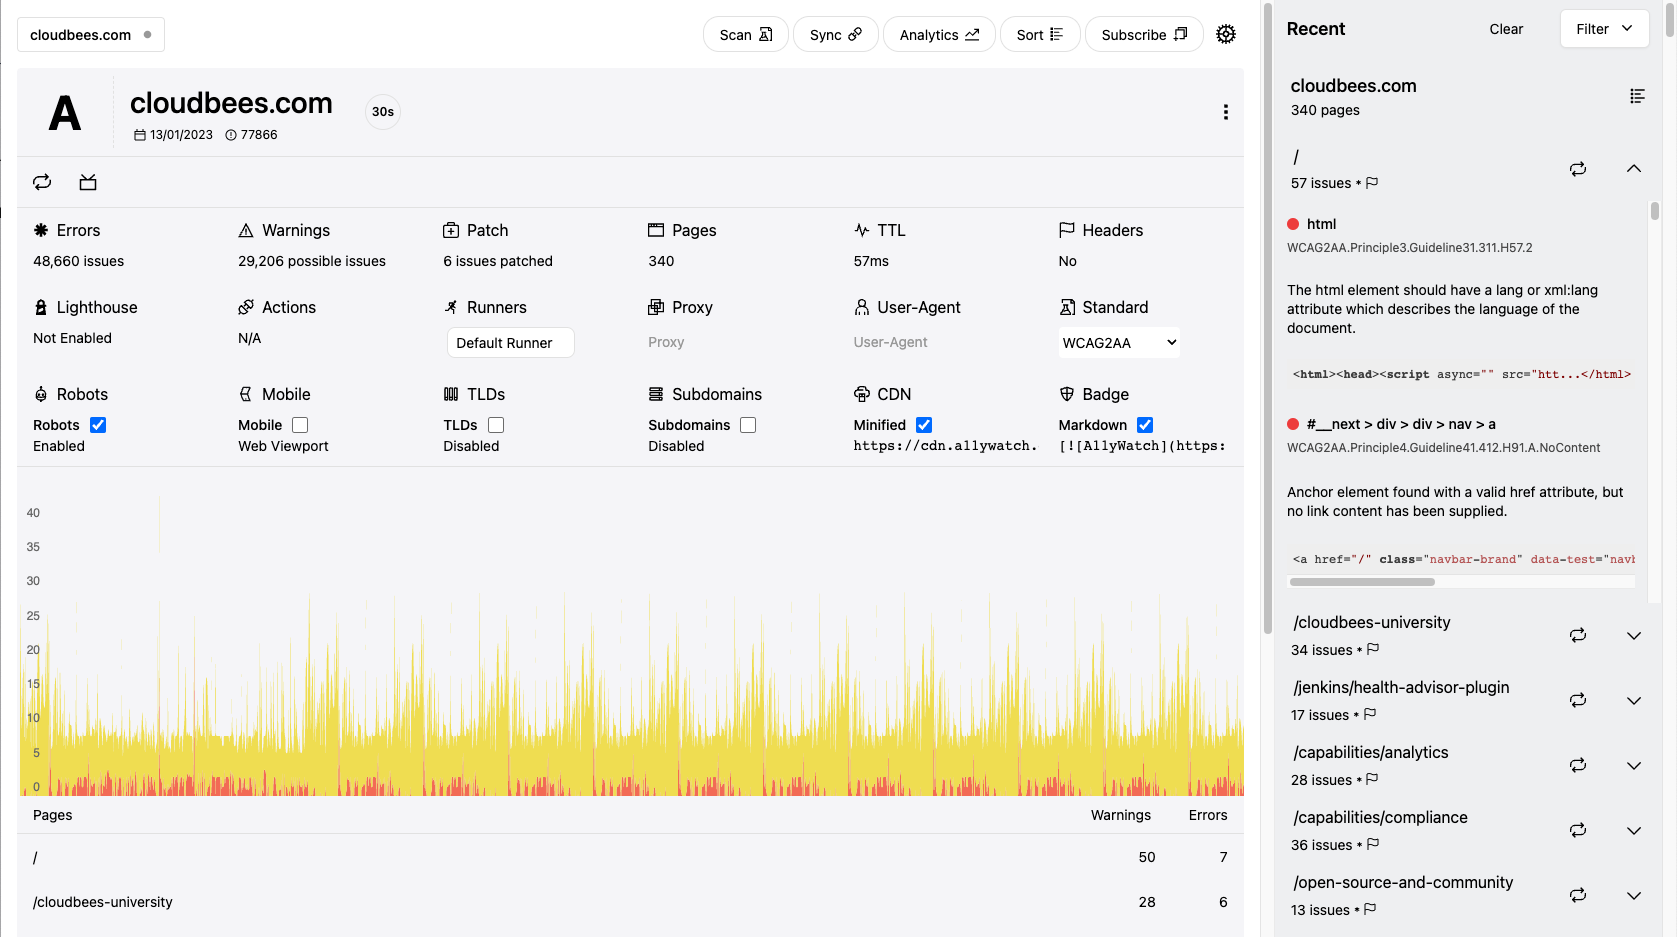 cloudbees.com
Scan
Sync
Analytics
Sort
Subscribe
A
cloudbees.com
30s
13/01/2023
77866
Errors
48,660 issues
Warnings
29,206 possible issues
Patch
6 issues patched
Pages
340
TTL
57ms
Headers
No
Lighthouse
Not Enabled
Actions
N/A
Runners
Default Runner
Proxy
Proxy
User-Agent
User-Agent
Standard
WCAG2AA
Robots
Robots
Enabled
Mobile
Mobile
Web Viewport
TLDs
TLDs
Disabled
Subdomains
Subdomains
Disabled
CDN
Minified
https://cdn.allywatch.
Badge
Markdown
[![AllyWatch](https:
40
35
30
25
20
15
10
5
0
Pages Warnings Errors
/ 50 7
/cloudbees-university 28 6
Recent
Clear
Filter
cloudbees.com
340 pages
/
57 issues •
html
WCAG2AA.Principle3.Guideline31.311.H57.2
The html element should have a lang or xml:lang
attribute which describes the language of the
document.
<html><head><script async="" src="htt...</html>
#__next > div > div > nav > a
WCAG2AA.Principle4.Guideline41.412.H91.A.NoContent
Anchor element found with a valid href attribute, but
no link content has been supplied.
<a href="/" class="navbar-brand" data-test="navb
/cloudbees-university
34 issues •
/jenkins/health-advisor-plugin
17 issues •
/capabilities/analytics
28 issues •
/capabilities/compliance
36 issues •
/open-source-and-community
13 issues •